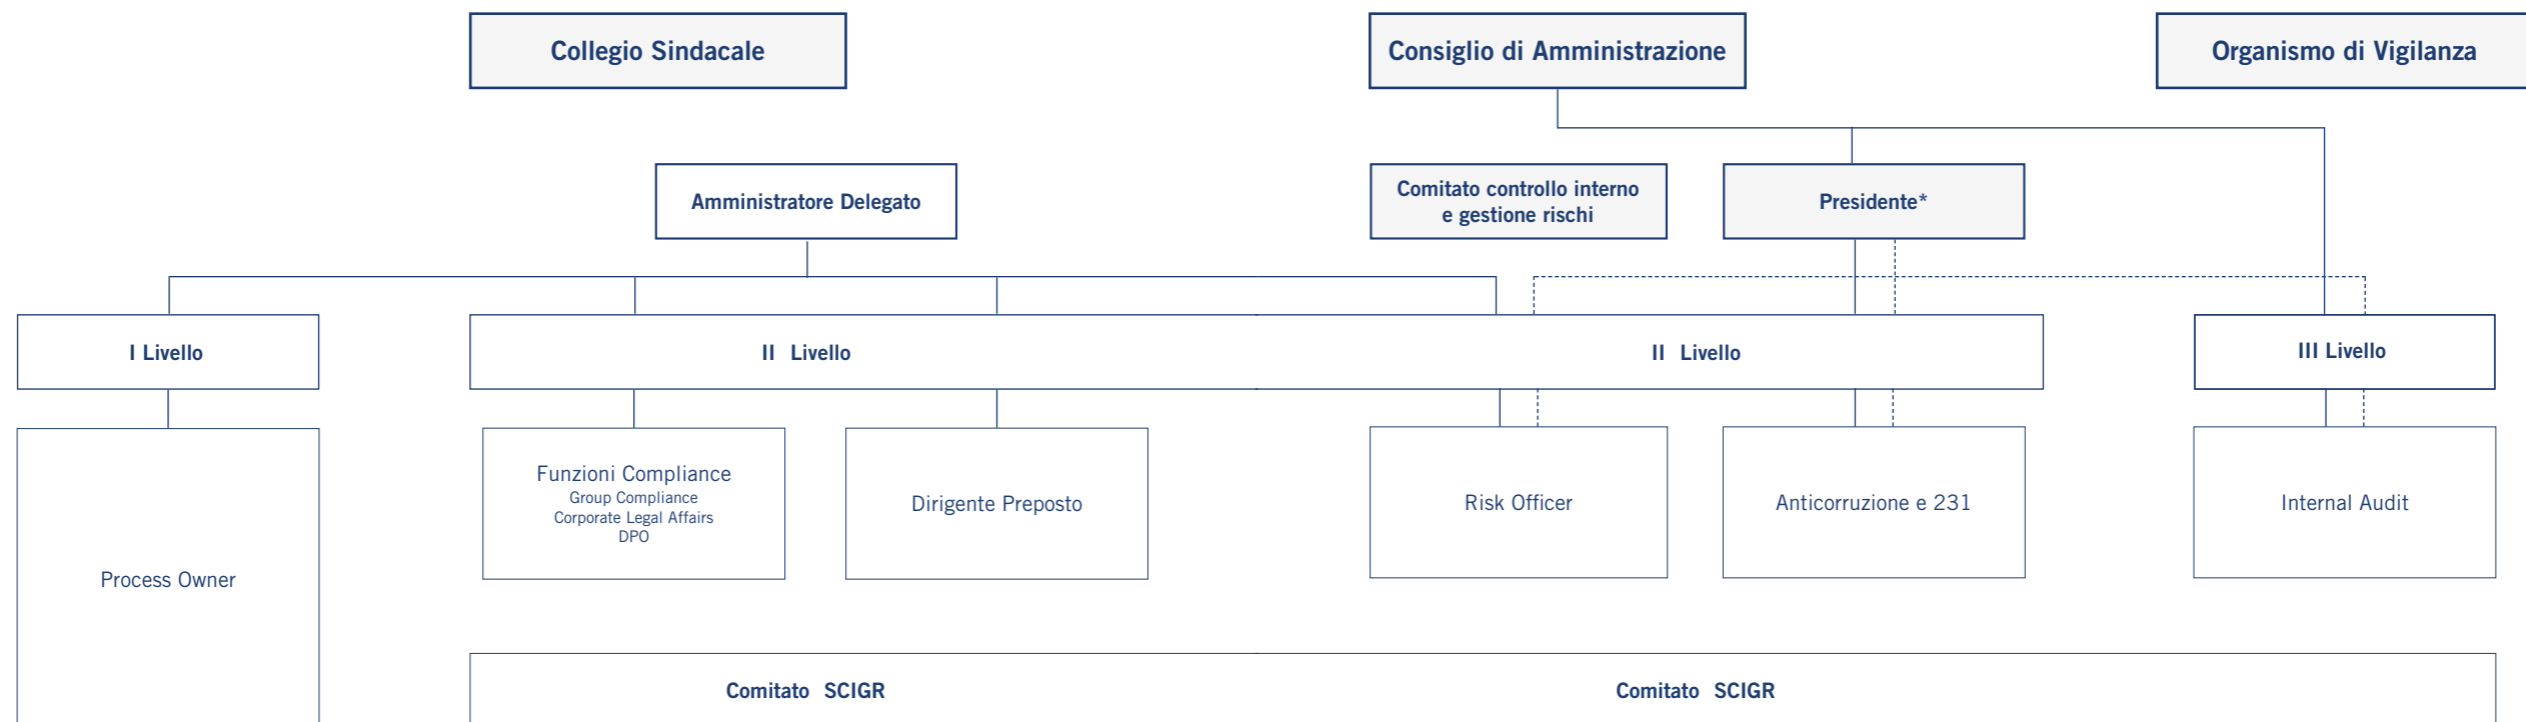 Collegio Sindacale
Consiglio di Amministrazione
Organismo di Vigilanza
Amministratore Delegato
Comitato controllo interno
e gestione rischi
Presidente*
I Livello
II Livello
II Livello
III Livello
Process Owner
Funzioni Compliance
Group Compliance
Corporate Legal Affairs
DPO
Dirigente Preposto
Risk Officer
Anticorruzione e 231
Internal Audit
Comitato SCIGR
Comitato SCIGR